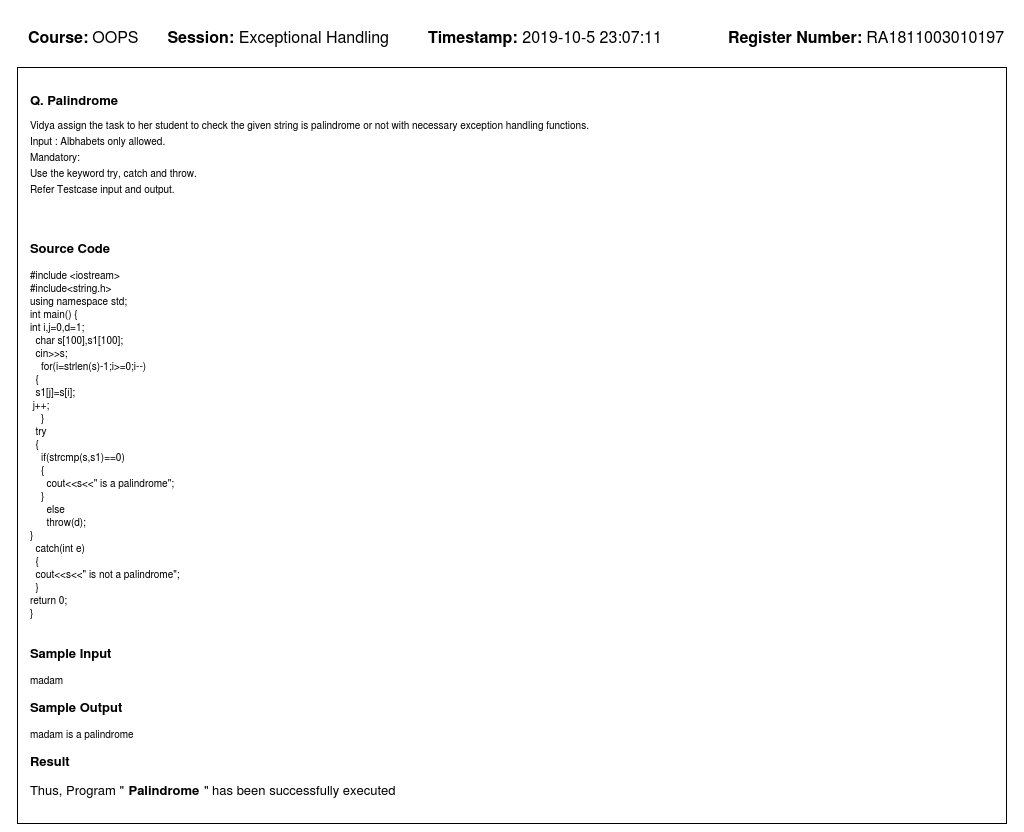 Course: OOPS Session: Exceptional Handling Timestamp: 2019-10-5 23:07:11 Register Number: RA1811003010197
Q. Palindrome
Vidya assign the task to her student to check the given string is palindrome or not with necessary exception handling functions.
Input : Albhabets only allowed.
Mandatory:
Use the keyword try, catch and throw.
Refer Testcase input and output.
Source Code
#include <iostream>
#include<string.h>
using namespace std;
int main() {
int i,j=0,d=1;
char s[100],s1[100];
cin>>s;
for(i=strlen(s)-1;i>=0;i--)
{
s1[j]=s[i];
j++;
}
try
{
if(strcmp(s,s1)==0)
{
cout<<s<<" is a palindrome";
}
else
throw(d);
}
catch(int e)
{
cout<<s<<" is not a palindrome";
}
return 0;
}
Sample Input
madam
Sample Output
madam is a palindrome
Result
Thus, Program " Palindrome " has been successfully executed